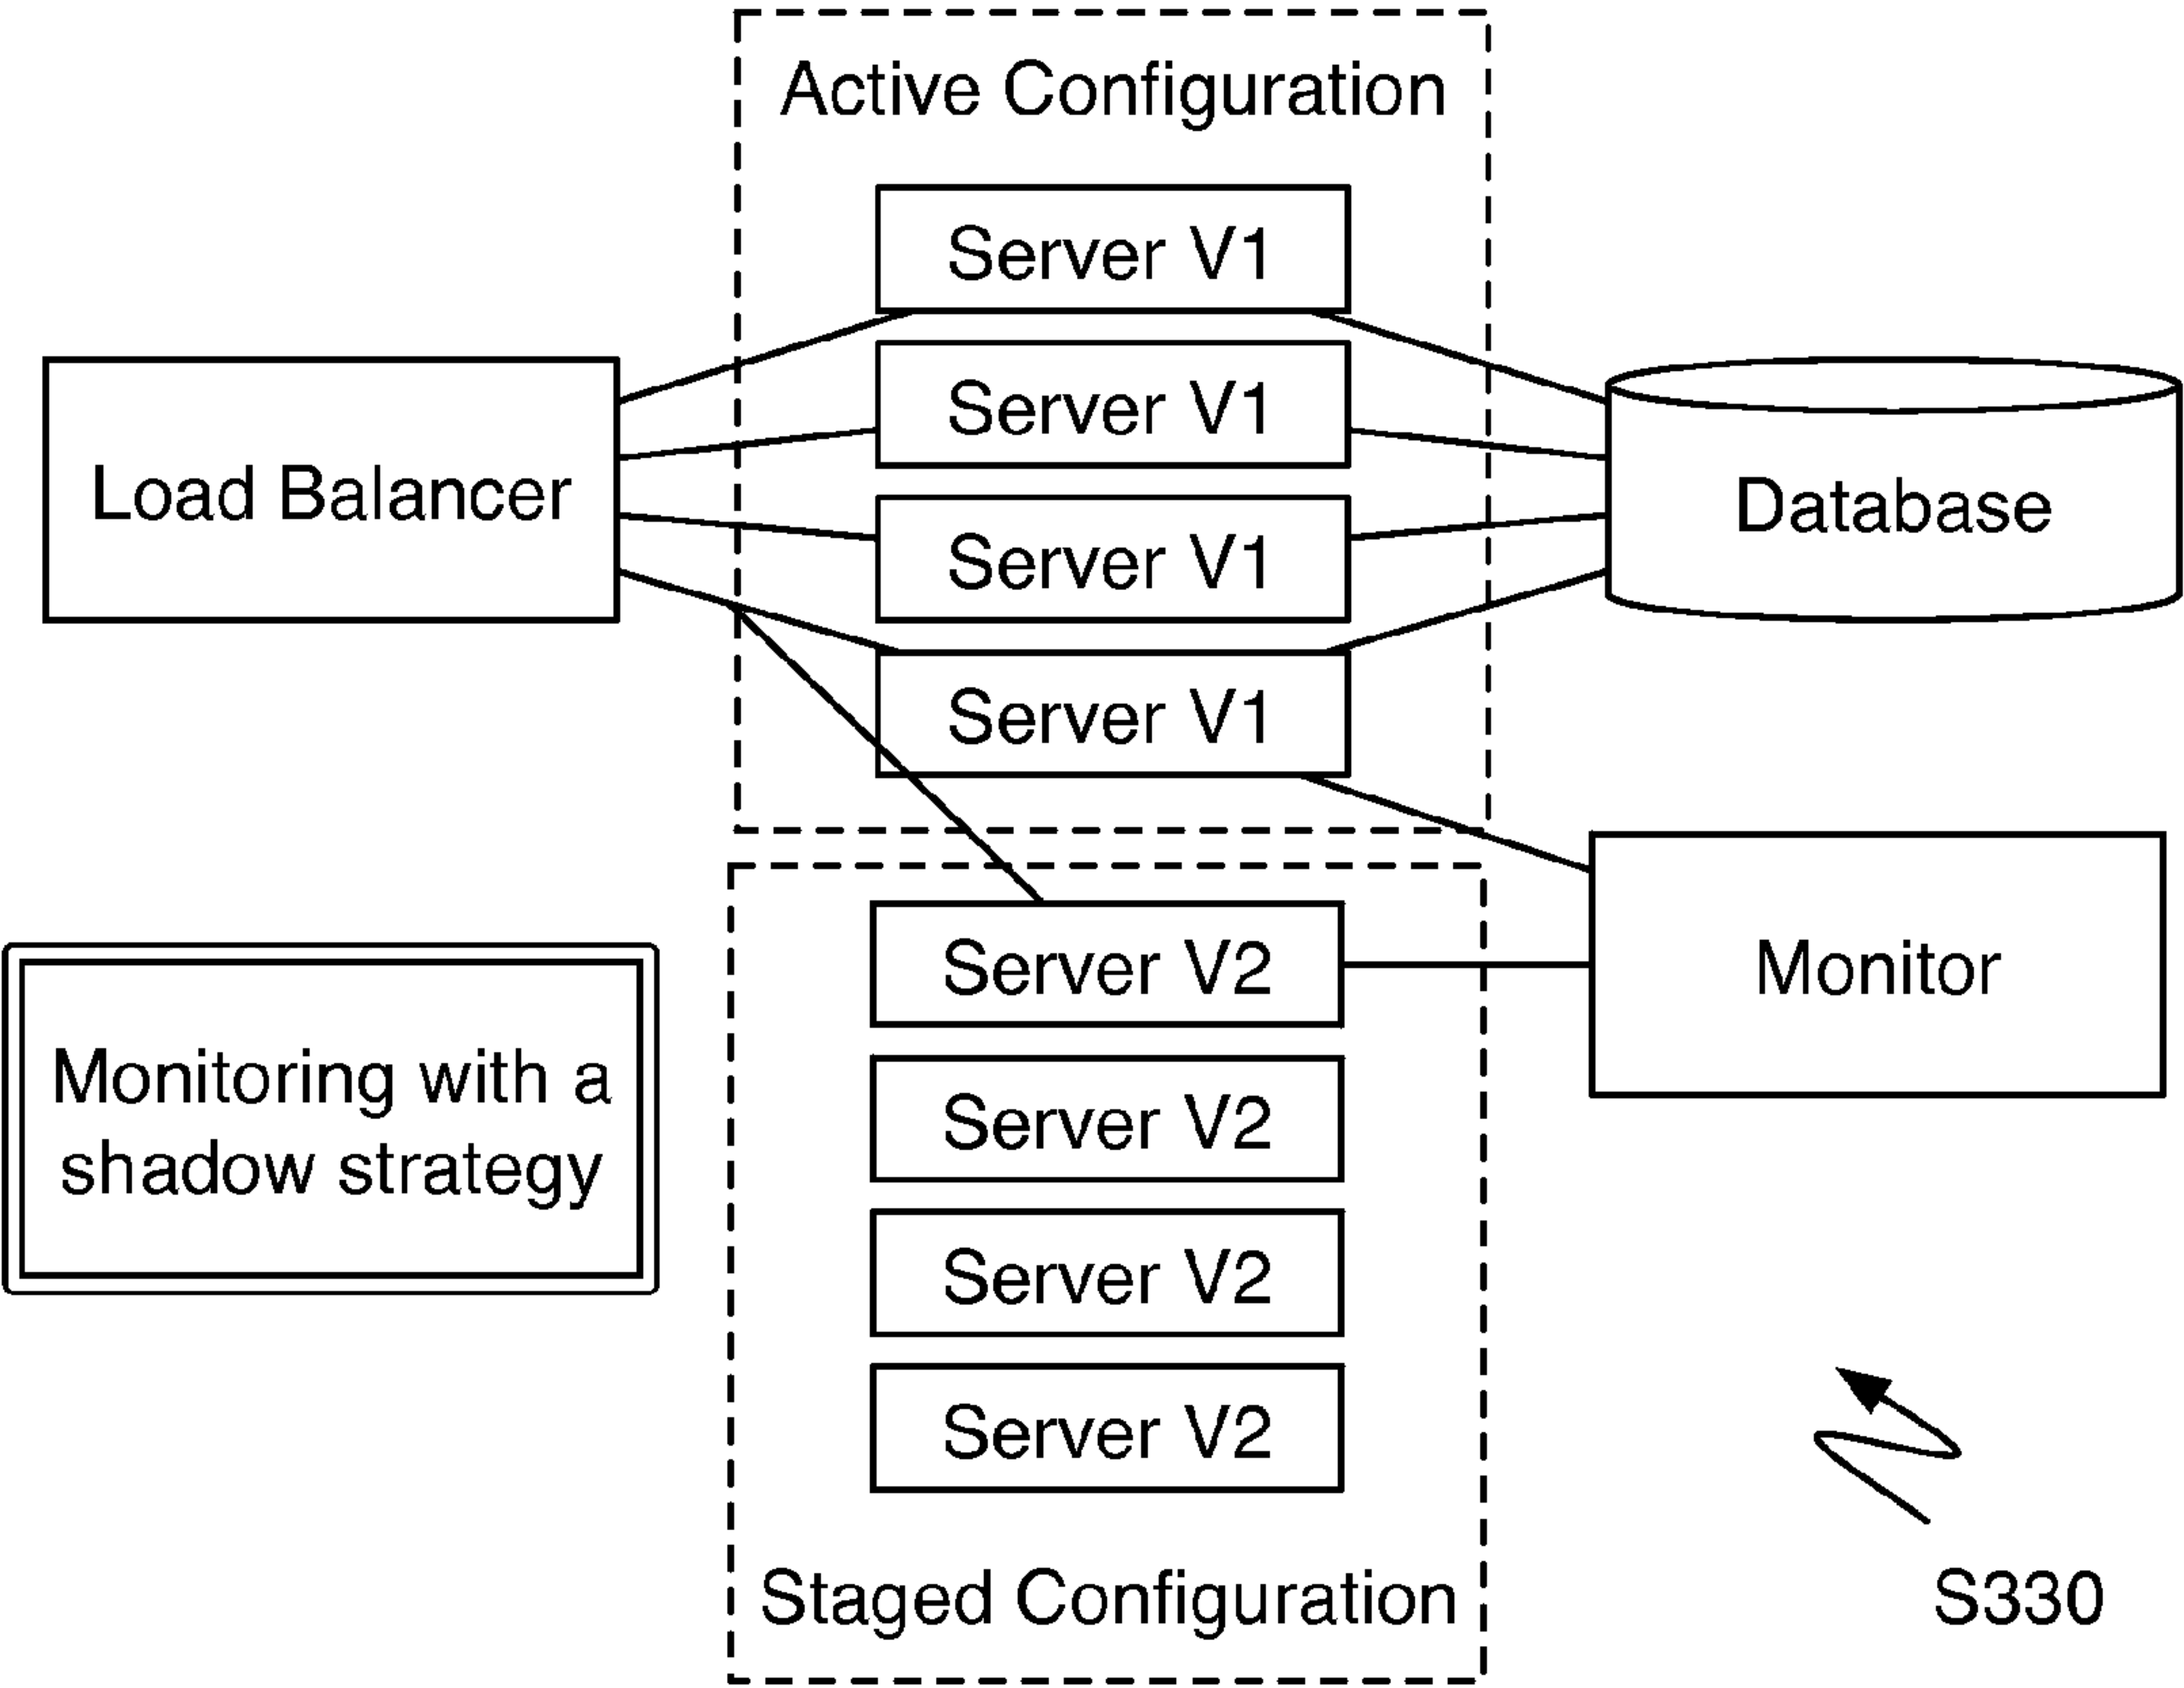 Active Configuration
Server V1
Server V1
Load Balancer
Database
Server V1
Server V1
Server V2
Monitor
Monitoring with a
shadow strategy
Server V2
Server V2
Server V2
Staged Configuration
S330